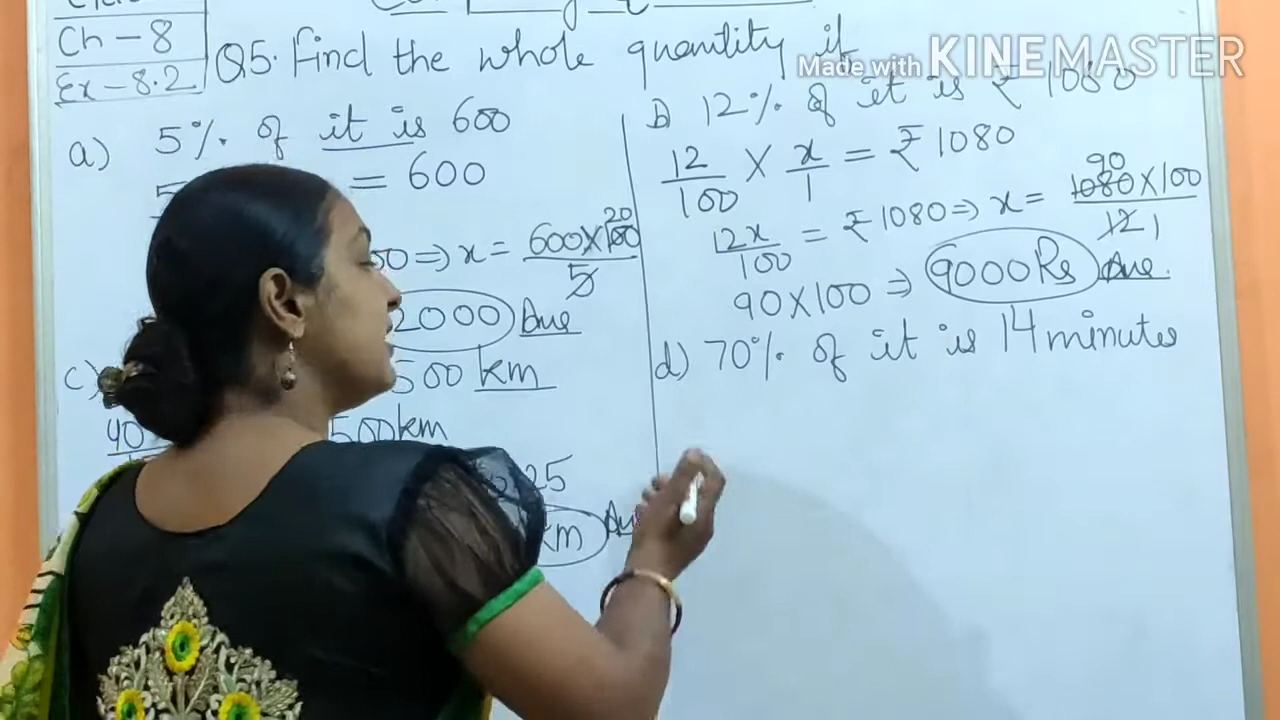 Ch - 8
Ex - 8.2
Q5. Find the whole quantity if
Made with KINEMASTER
a) 5% of it is 600
= 600
=> x = 600 X 100
20
5
2000 Ans
b) 12% of it is ₹ 1080
12/100 X x/1 = ₹ 1080
12x/100 = ₹ 1080 => x = 1080 X 100
90
12 1
90 X 100 => 9000 Rs Ans.
c)
500 km
40
500 km
25
km Ans
d) 70% of it is 14 minutes